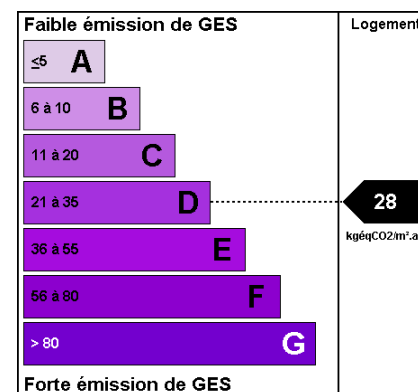 Faible émission de GES
Logement
≤5 A
6 à 10 B
11 à 20 C
21 à 35 D
28
kgéqCO2/m².a
36 à 55 E
56 à 80 F
> 80 G
Forte émission de GES